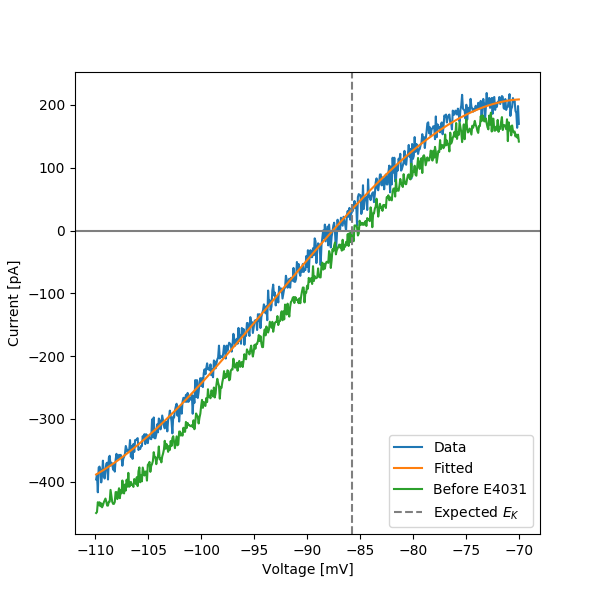 200
100
0
−100
−200
−300
−400
Current [pA]
−110
−105
−100
−95
−90
−85
−80
−75
−70
Voltage [mV]
Data
Fitted
Before E4031
Expected E_K